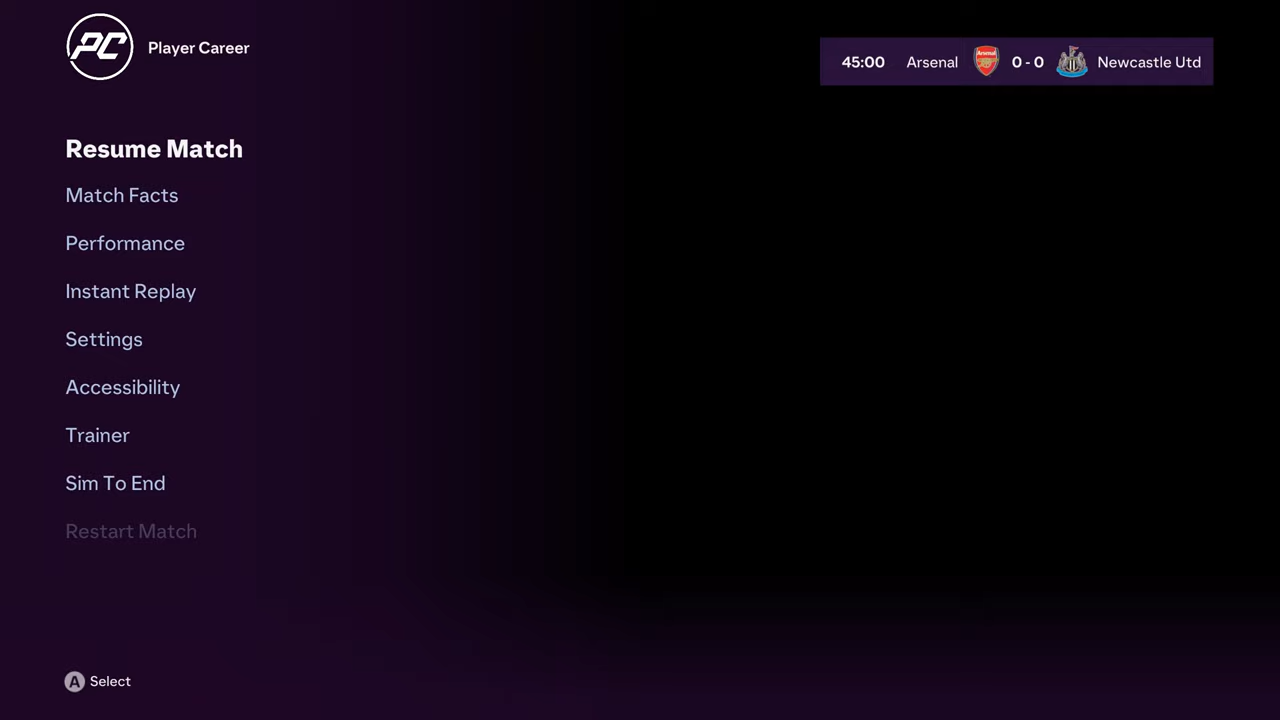 PC Player Career
45:00 Arsenal Arsenal 0 - 0 Newcastle Utd
Resume Match
Match Facts
Performance
Instant Replay
Settings
Accessibility
Trainer
Sim To End
Restart Match
A Select